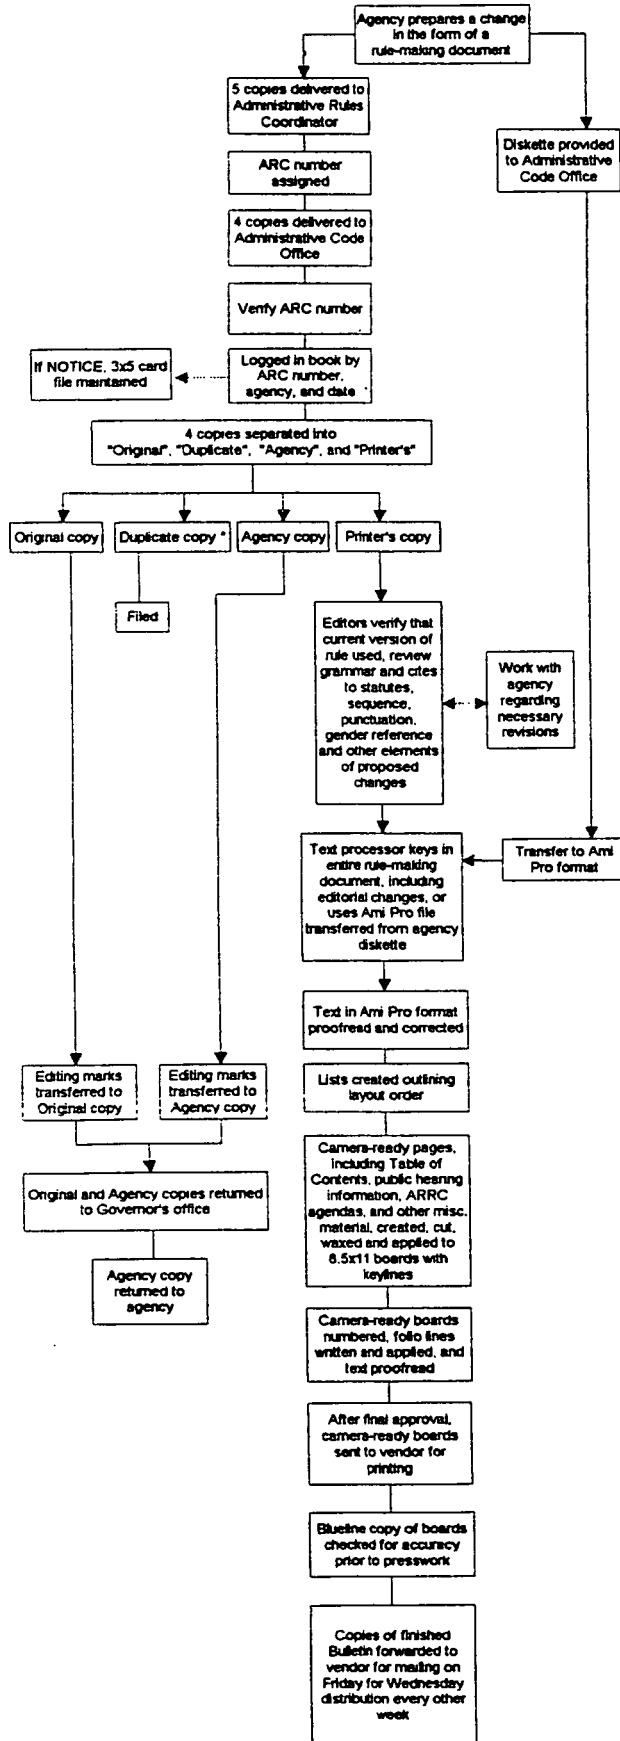 Agency prepares a change
in the form of a
rule-making document
5 copies delivered to
Administrative Rules
Coordinator
Diskette provided
to Administrative
Code Office
ARC number
assigned
4 copies delivered to
Administrative Code
Office
Verify ARC number
If NOTICE, 3x5 card
file maintained
Logged in book by
ARC number,
agency, and date
4 copies separated into
"Original", "Duplicate", "Agency", and "Printer's"
Original copy
Duplicate copy *
Agency copy
Printer's copy
Filed
Editors verify that
current version of
rule used, review
grammar and cites
to statutes,
sequence,
punctuation,
gender reference
and other elements
of proposed
changes
Work with
agency
regarding
necessary
revisions
Text processor keys in
entire rule-making
document, including
editorial changes, or
uses Ami Pro file
transferred from agency
diskette
Transfer to Ami
Pro format
Text in Ami Pro format
proofread and corrected
Editing marks
transferred to
Original copy
Editing marks
transferred to
Agency copy
Lists created outlining
layout order
Original and Agency copies returned
to Governor's office
Agency copy
returned to
agency
Camera-ready pages,
including Table of
Contents, public hearing
information, ARRC
agendas, and other misc.
material, created, cut,
waxed and applied to
8.5x11 boards with
keylines
Camera-ready boards
numbered, folio lines
written and applied, and
text proofread
After final approval,
camera-ready boards
sent to vendor for
printing
Blueline copy of boards
checked for accuracy
prior to presswork
Copies of finished
Bulletin forwarded to
vendor for mailing on
Friday for Wednesday
distribution every other
week